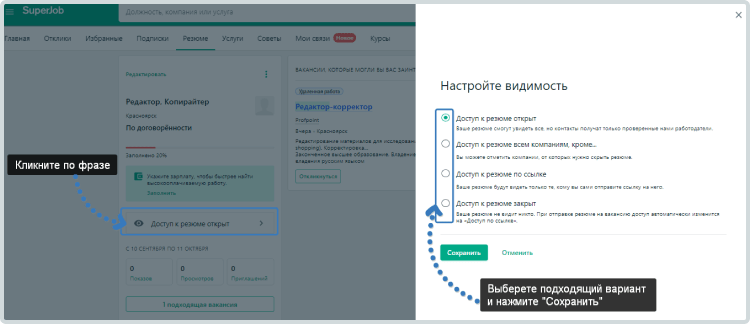 SuperJob
Должность, компания или услуга
Главная Отклики Избранные Подписки Резюме Услуги Советы Мои связи Новое Курсы
Редактировать
Редактор. Копирайтер
Красноярск
По договорённости
Заполнено 20%
Укажите зарплату, чтобы быстрее найти
высокооплачиваемую работу.
Заполнить
Доступ к резюме открыт
С 10 СЕНТЯБРЯ ПО 11 ОКТЯБРЯ
0 0 0
Показов Просмотров Приглашений
1 подходящая вакансия
ВАКАНСИИ, КОТОРЫЕ МОГЛИ БЫ ВАС ЗАИНТ
Удаленная работа
Редактор-корректор
Profpoint
Вчера • Красноярск
Редактирование материалов для исследован
shopping). Корректировка...
Законченное высшее образование. Владение
владения русским языком
Откликнуться
Кликните по фразе
Настройте видимость
Доступ к резюме открыт
Ваше резюме смогут увидеть все, но контакты получат только проверенные нами работодатели.
Доступ к резюме всем компаниям, кроме...
Вы можете отметить компании, от которых нужно скрыть резюме.
Доступ к резюме по ссылке
Ваше резюме будут видеть только те, кому вы сами отправите ссылку на него.
Доступ к резюме закрыт
Ваше резюме не видит никто. При отправке резюме на вакансию доступ автоматически изменится
на «Доступ по ссылке».
Сохранить Отменить
Выберете подходящий вариант
и нажмите "Сохранить"